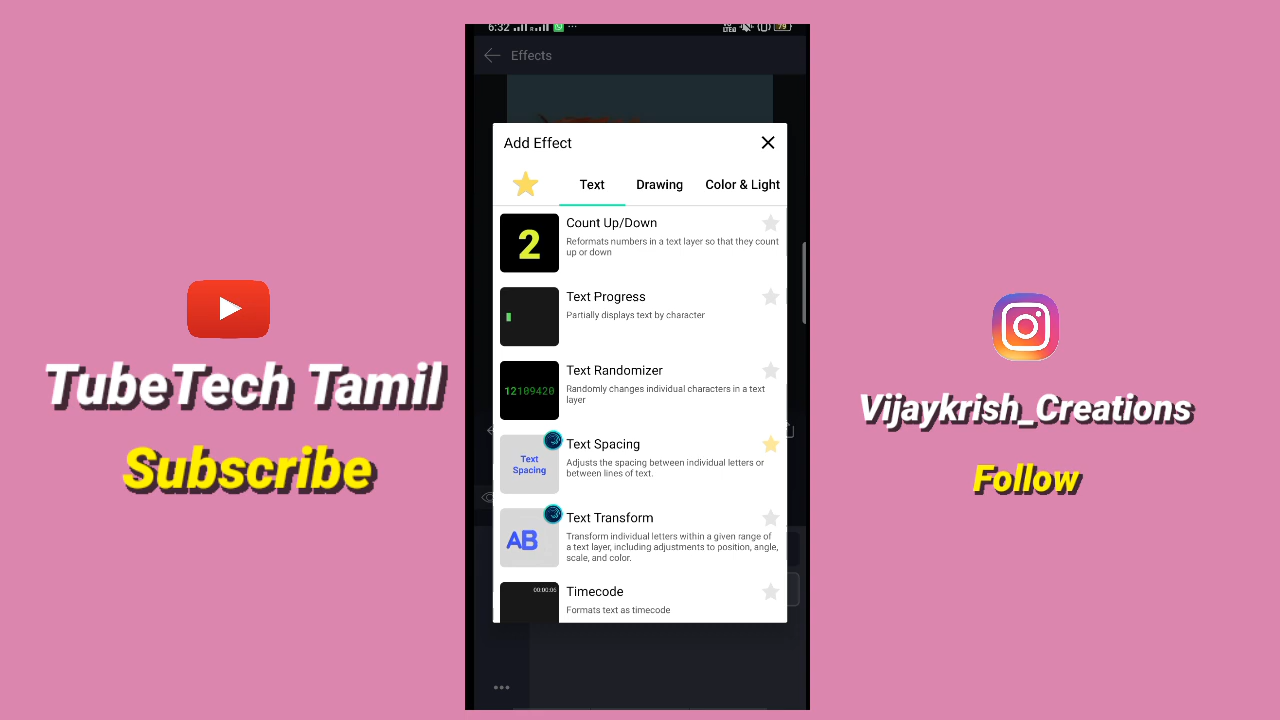 6:32
79
Effects
Add Effect
Text
Drawing
Color & Light
2
Count Up/Down
Reformats numbers in a text layer so that they count
up or down
Text Progress
Partially displays text by character
12109420
Text Randomizer
Randomly changes individual characters in a text
layer
Text
Spacing
Text Spacing
Adjusts the spacing between individual letters or
between lines of text.
AB
Text Transform
Transform individual letters within a given range of
a text layer, including adjustments to position, angle,
scale, and color.
00:00:06
Timecode
Formats text as timecode
TubeTech Tamil
Subscribe
Vijaykrish_Creations
Follow